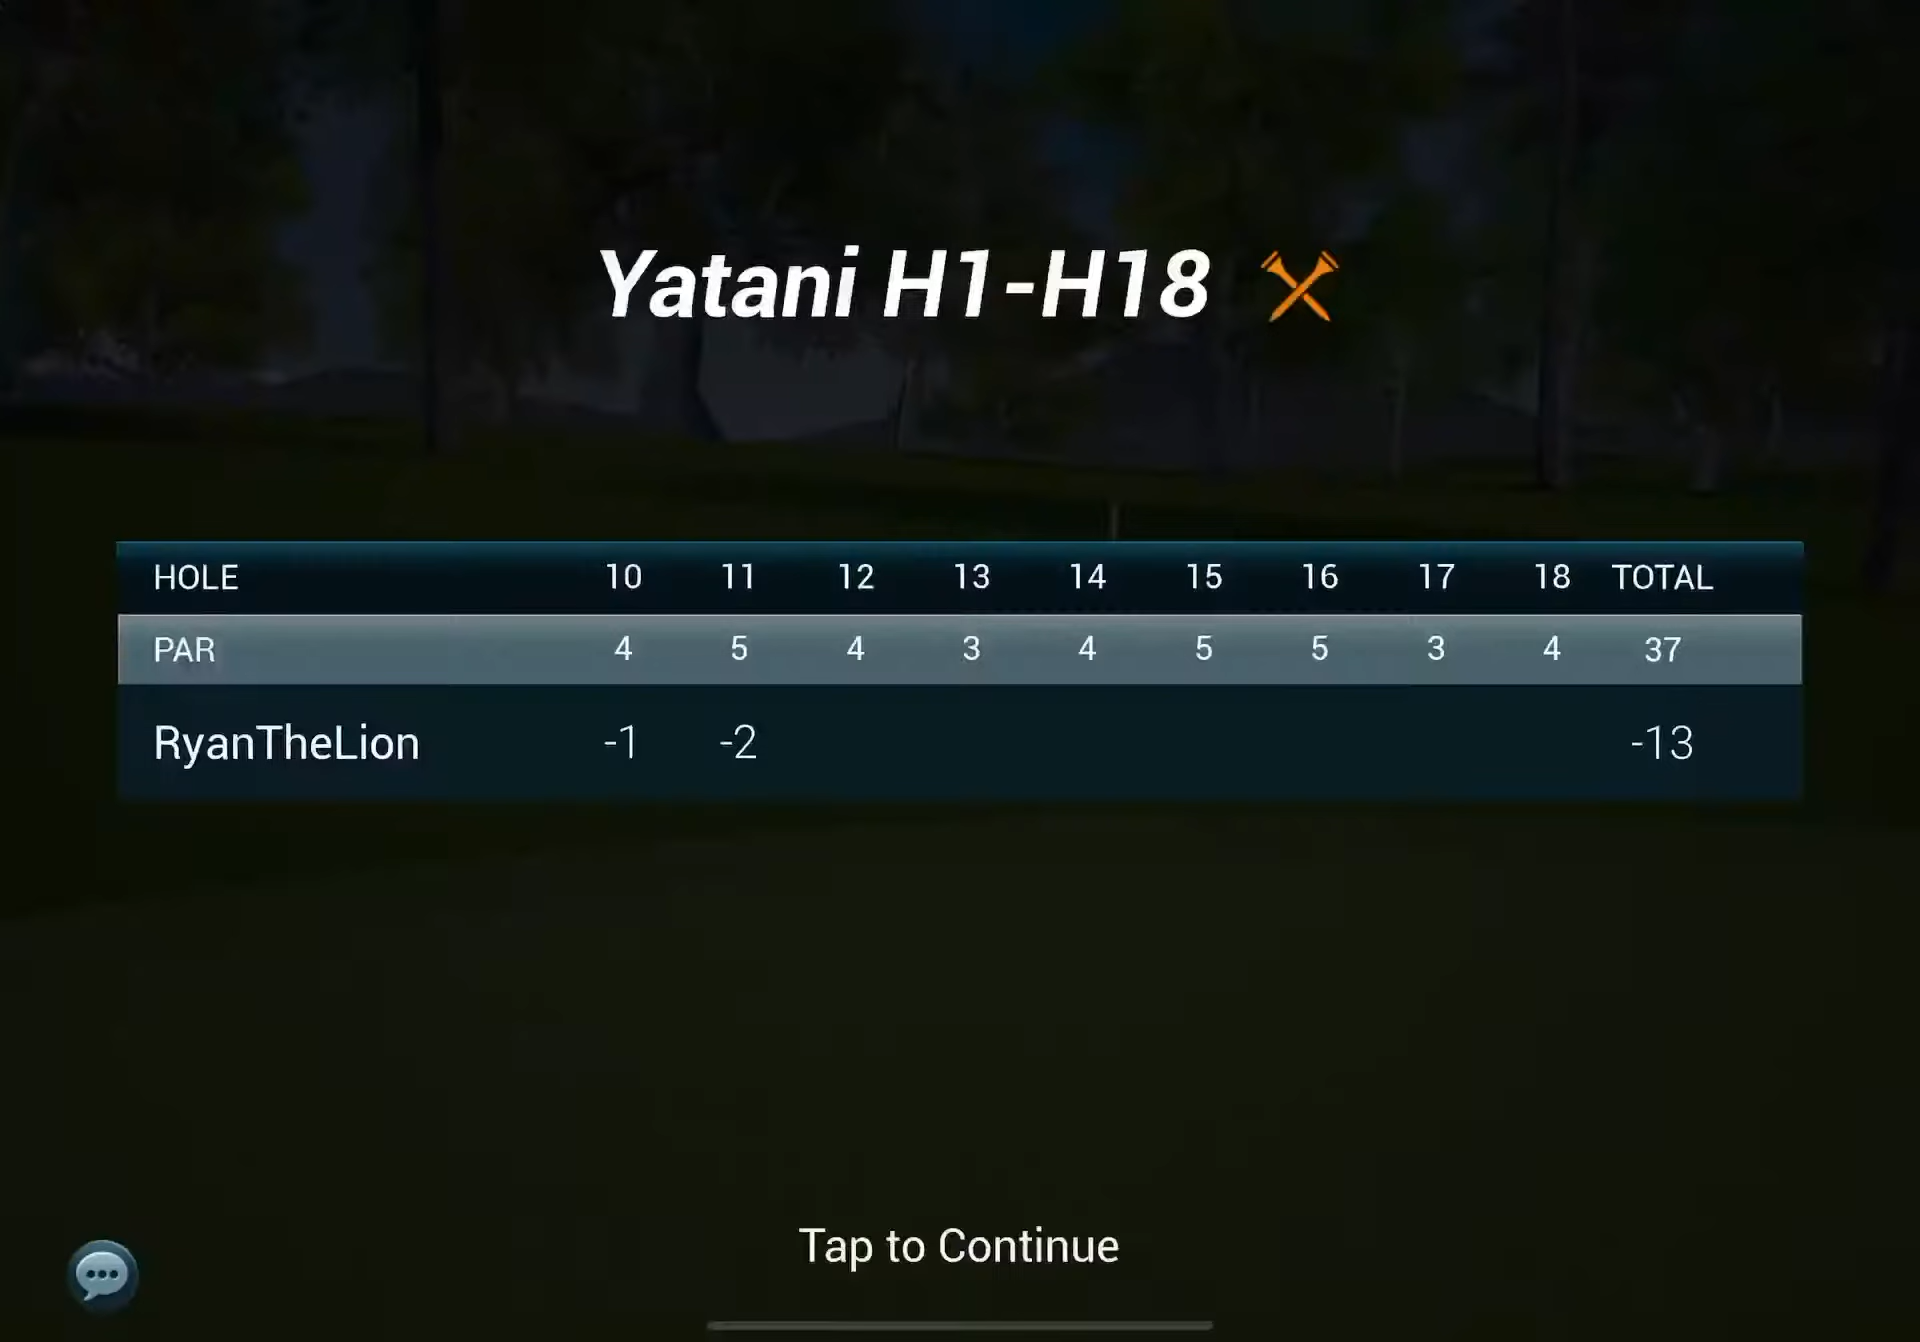 Yatani H1-H18
HOLE 10 11 12 13 14 15 16 17 18 TOTAL
PAR 4 5 4 3 4 5 5 3 4 37
RyanTheLion -1 -2 -13
Tap to Continue